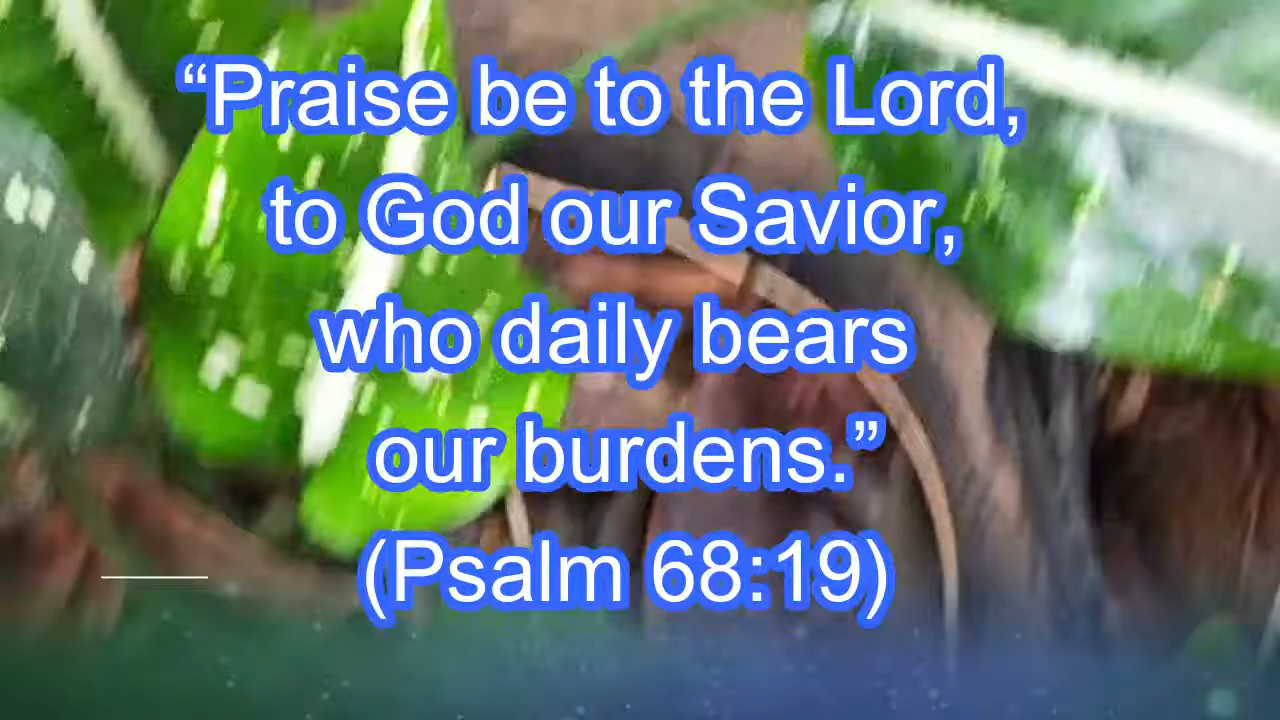 “Praise be to the Lord,
to God our Savior,
who daily bears
our burdens.”
(Psalm 68:19)